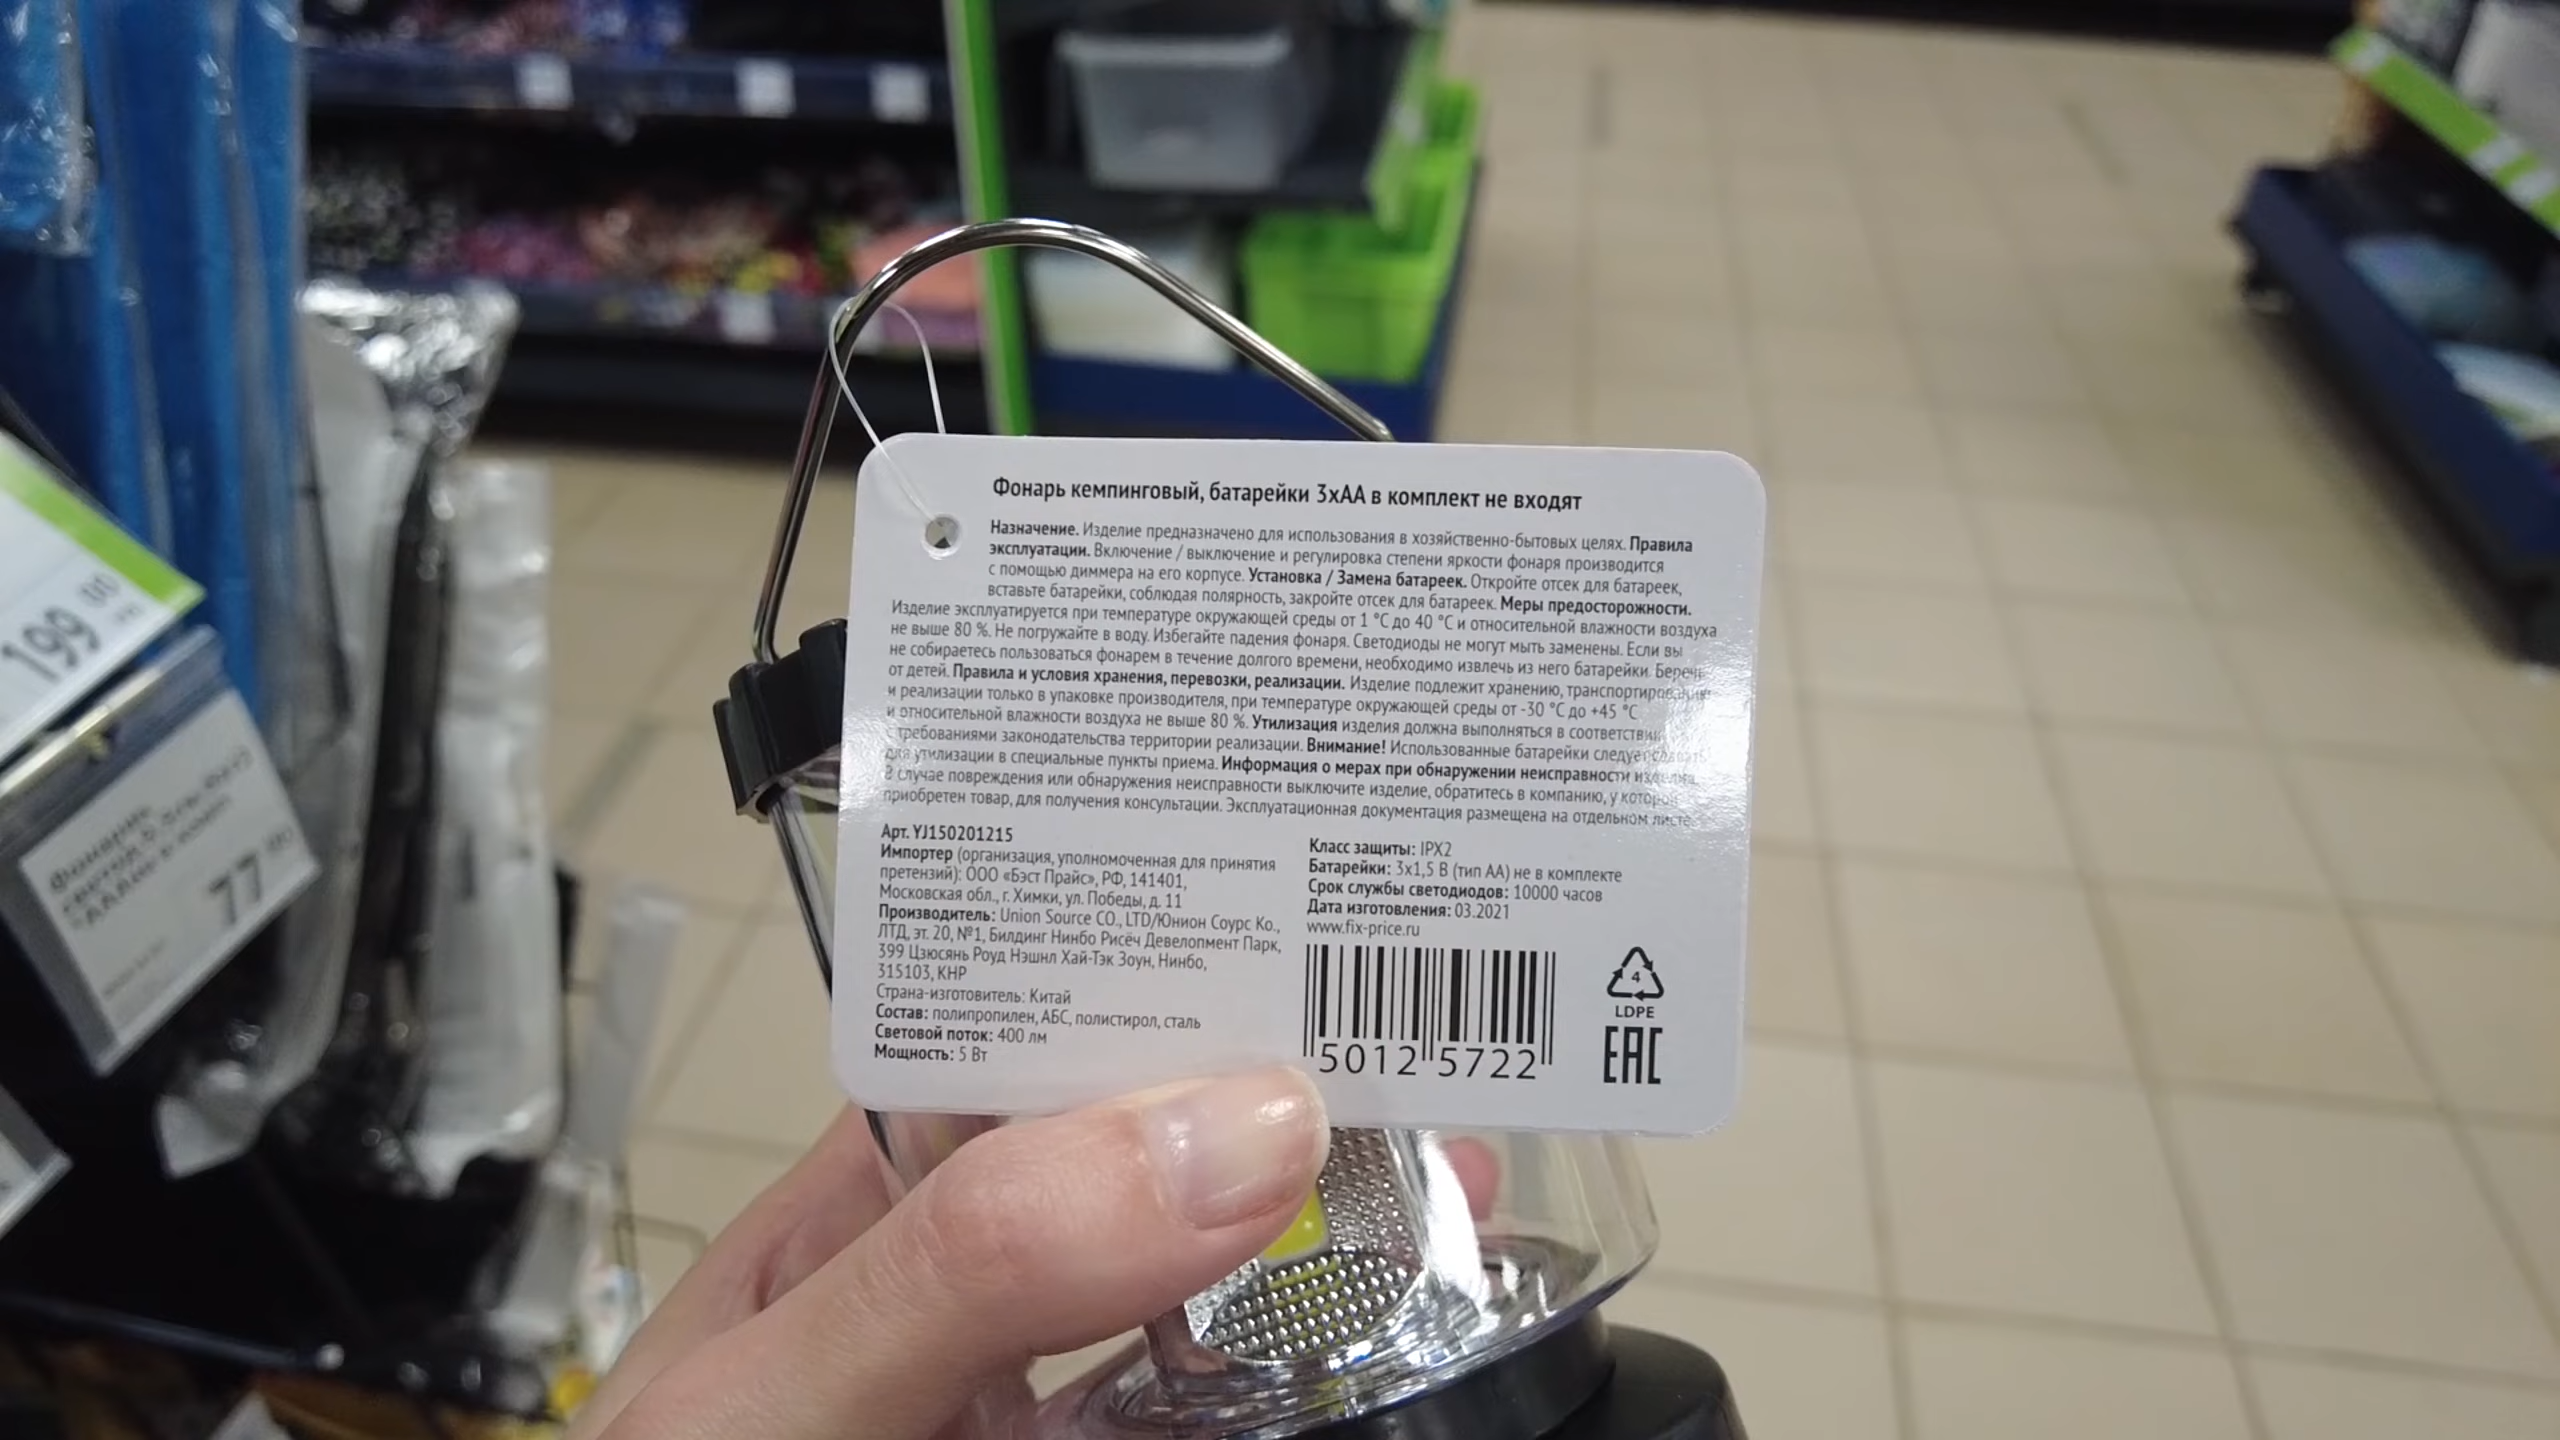 Фонарь кемпинговый, батарейки 3xAA в комплект не входят
Назначение. Изделие предназначено для использования в хозяйственно-бытовых целях. Правила
эксплуатации. Включение / выключение и регулировка степени яркости фонаря производится
с помощью диммера на его корпусе. Установка / Замена батареек. Откройте отсек для батареек,
вставьте батарейки, соблюдая полярность, закройте отсек для батареек. Меры предосторожности.
Изделие эксплуатируется при температуре окружающей среды от 1 °C до 40 °C и относительной влажности воздуха
не выше 80 %. Не погружайте в воду. Избегайте падения фонаря. Светодиоды не могут быть заменены. Если вы
не собираетесь пользоваться фонарем в течение долгого времени, необходимо извлечь из него батарейки. Беречь
от детей. Правила и условия хранения, перевозки, реализации. Изделие подлежит хранению, транспортированию
и реализации только в упаковке производителя, при температуре окружающей среды от -30 °C до +45 °C
и относительной влажности воздуха не выше 80 %. Утилизация изделия должна выполняться в соответствии
с требованиями законодательства территории реализации. Внимание! Использованные батарейки следует сдавать
для утилизации в специальные пункты приема. Информация о мерах при обнаружении неисправности изделия.
В случае повреждения или обнаружения неисправности выключите изделие, обратитесь в компанию, у которой
приобретен товар, для получения консультации. Эксплуатационная документация размещена на отдельном листе.
Арт. YJ150201215
Импортер (организация, уполномоченная для принятия
претензий): ООО «Бэст Прайс», РФ, 141401,
Московская обл., г. Химки, ул. Победы, д. 11
Производитель: Union Source CO., LTD/Юнион Соурс Ко.,
ЛТД, эт. 20, №1, Билдинг Нинбо Рисёч Девелопмент Парк,
399 Цзюсянь Роуд Нэшнл Хай-Тэк Зоун, Нинбо,
315103, КНР
Страна-изготовитель: Китай
Состав: полипропилен, АБС, полистирол, сталь
Световой поток: 400 лм
Мощность: 5 Вт
Класс защиты: IPX2
Батарейки: 3x1,5 В (тип АА) не в комплекте
Срок службы светодиодов: 10000 часов
Дата изготовления: 03.2021
www.fix-price.ru
5012 5722
4
LDPE
EAC
199 00
77